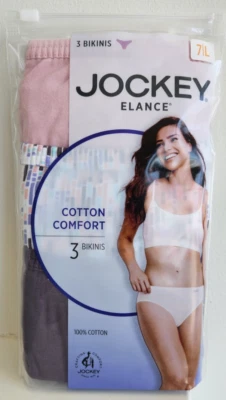 3 BIKINIS
7|L
JOCKEY
ELANCE®
COTTON
COMFORT
3 BIKINIS
100% COTTON
JOCKEY